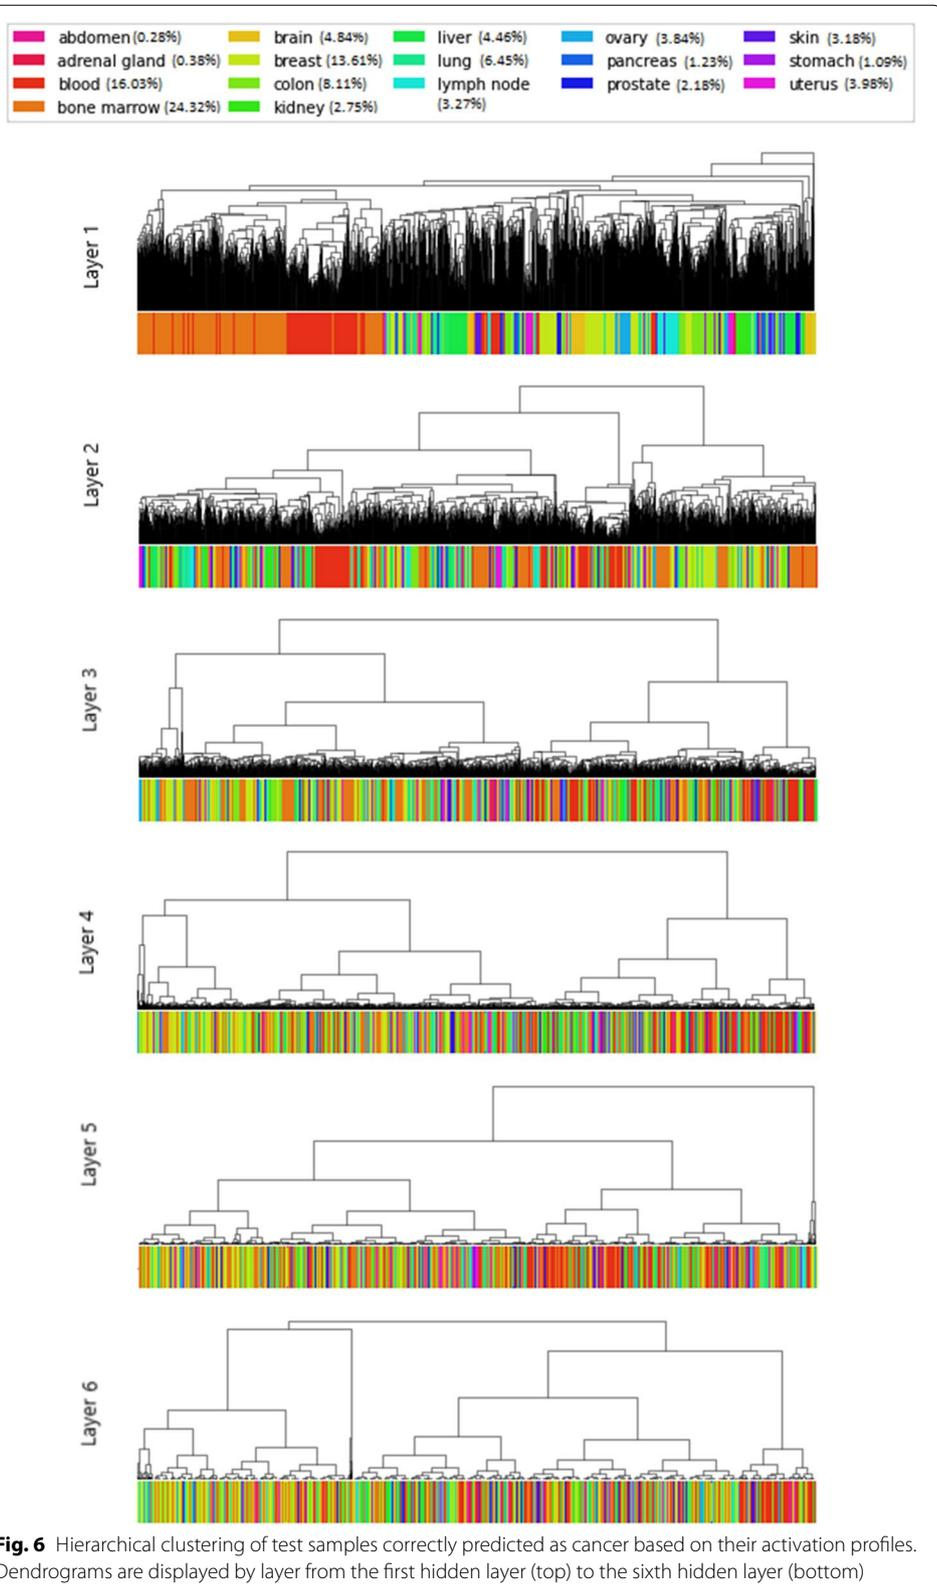 abdomen (0.28%)
adrenal gland (0.38%)
blood (16.03%)
bone marrow (24.32%)
brain (4.84%)
breast (13.61%)
colon (8.11%)
kidney (2.75%)
liver (4.46%)
lung (6.45%)
lymph node
(3.27%)
ovary (3.84%)
pancreas (1.23%)
prostate (2.18%)
skin (3.18%)
stomach (1.09%)
uterus (3.98%)
Layer 1
Layer 2
Layer 3
Layer 4
Layer 5
Layer 6
Fig. 6 Hierarchical clustering of test samples correctly predicted as cancer based on their activation profiles.
Dendrograms are displayed by layer from the first hidden layer (top) to the sixth hidden layer (bottom)